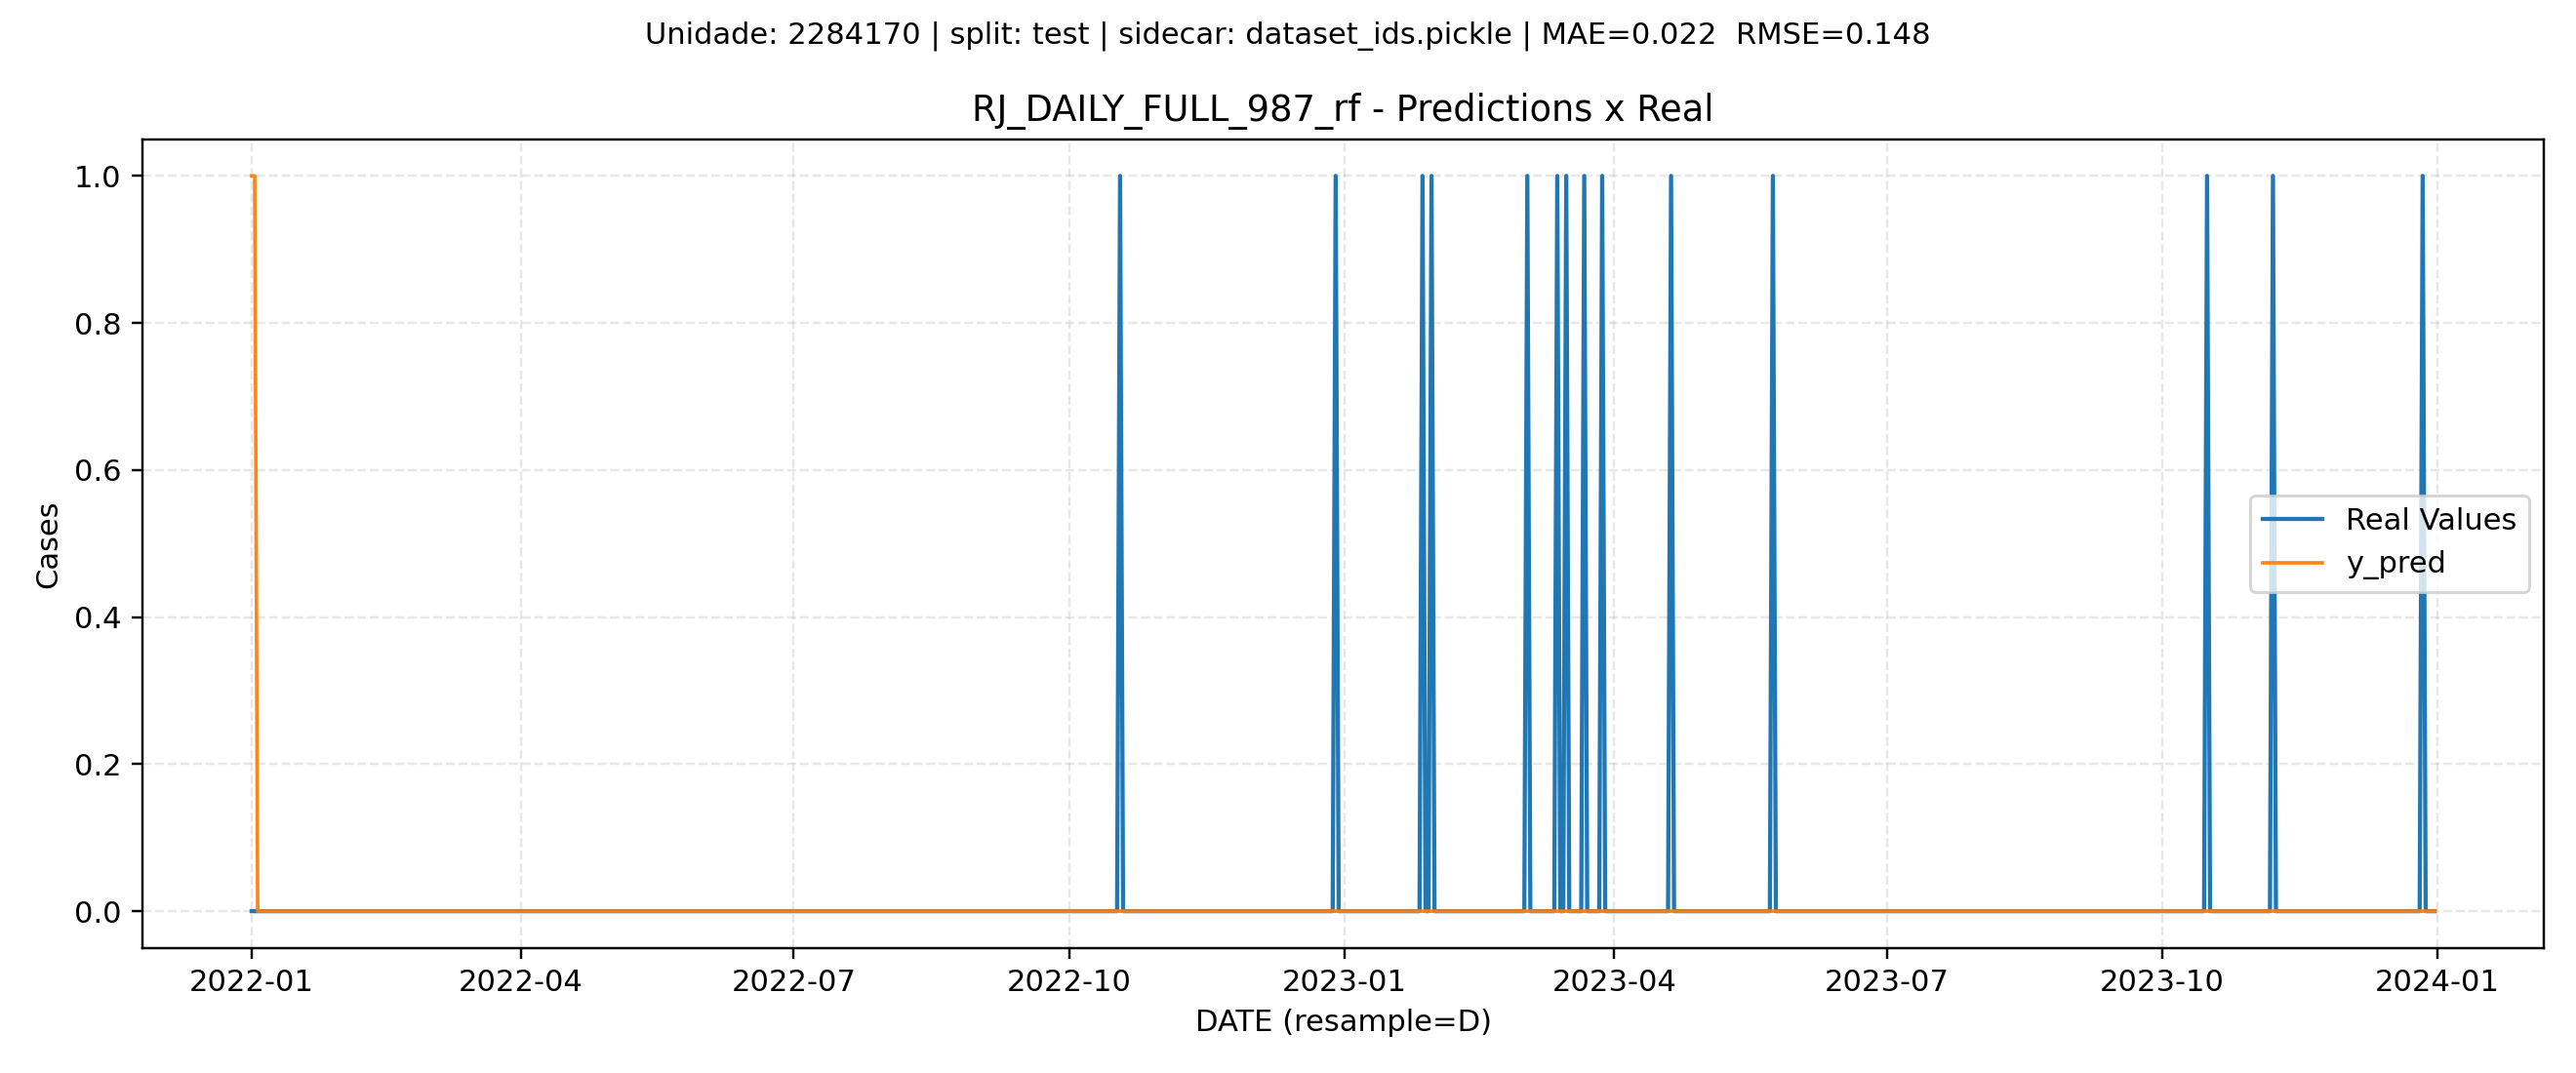 Unidade: 2284170 | split: test | sidecar: dataset_ids.pickle | MAE=0.022  RMSE=0.148
RJ_DAILY_FULL_987_rf - Predictions x Real
1.0
0.8
0.6
0.4
0.2
0.0
Cases
Real Values
y_pred
2022-01
2022-04
2022-07
2022-10
2023-01
2023-04
2023-07
2023-10
2024-01
DATE (resample=D)